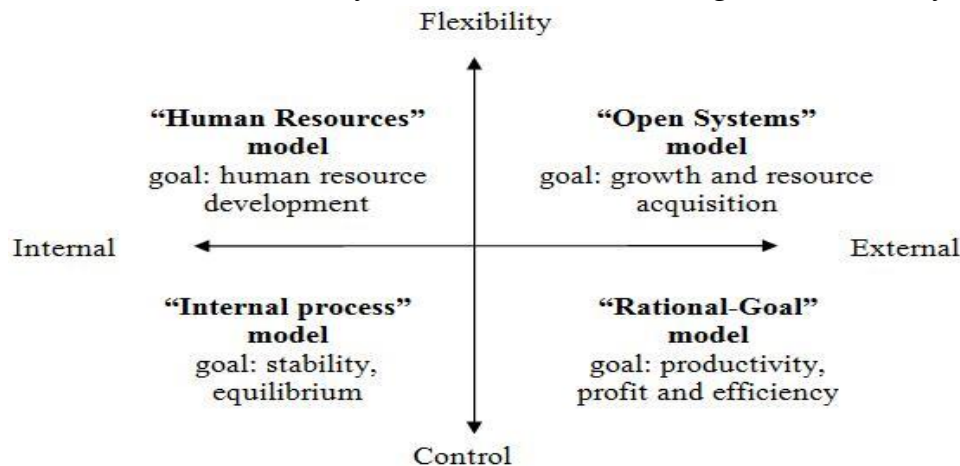 Flexibility
“Human Resources”
model
goal: human resource
development
“Open Systems”
model
goal: growth and resource
acquisition
Internal
External
“Internal process”
model
goal: stability,
equilibrium
“Rational-Goal”
model
goal: productivity,
profit and efficiency
Control